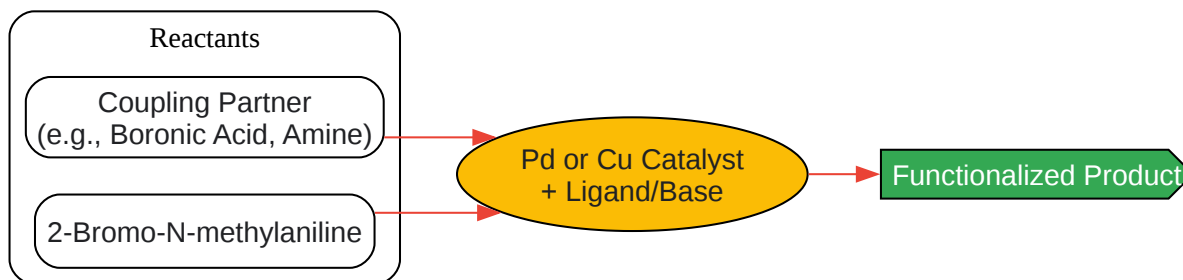 Reactants
Coupling Partner
(e.g., Boronic Acid, Amine)
2-Bromo-N-methylaniline
Pd or Cu Catalyst
+ Ligand/Base
Functionalized Product